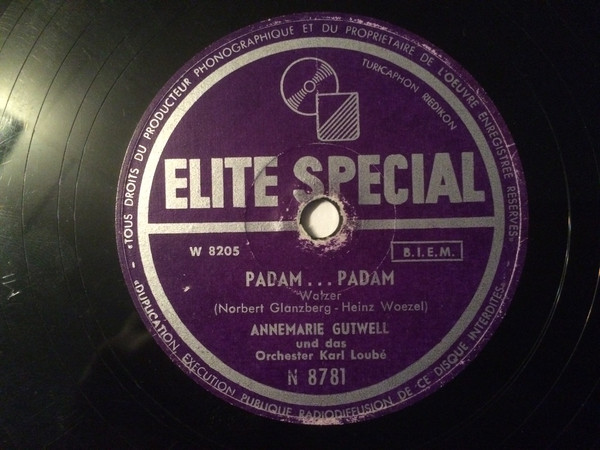 «TOUS DROITS DU PRODUCTEUR PHONOGRAPHIQUE ET DU PROPRIETAIRE DE L'OEUVRE ENREGISTREE RESERVES»
TURICAPHON RIEDIKON
ELITE SPECIAL
W 8205
B.I.E.M.
PADAM... PADAM
Walzer
(Norbert Glanzberg - Heinz Woezel)
ANNEMARIE GUTWELL
und das
Orchester Karl Loubé
N 8781
«DUPLICATION, EXECUTION PUBLIQUE RADIODIFFUSION DE CE DISQUE INTERDITES»